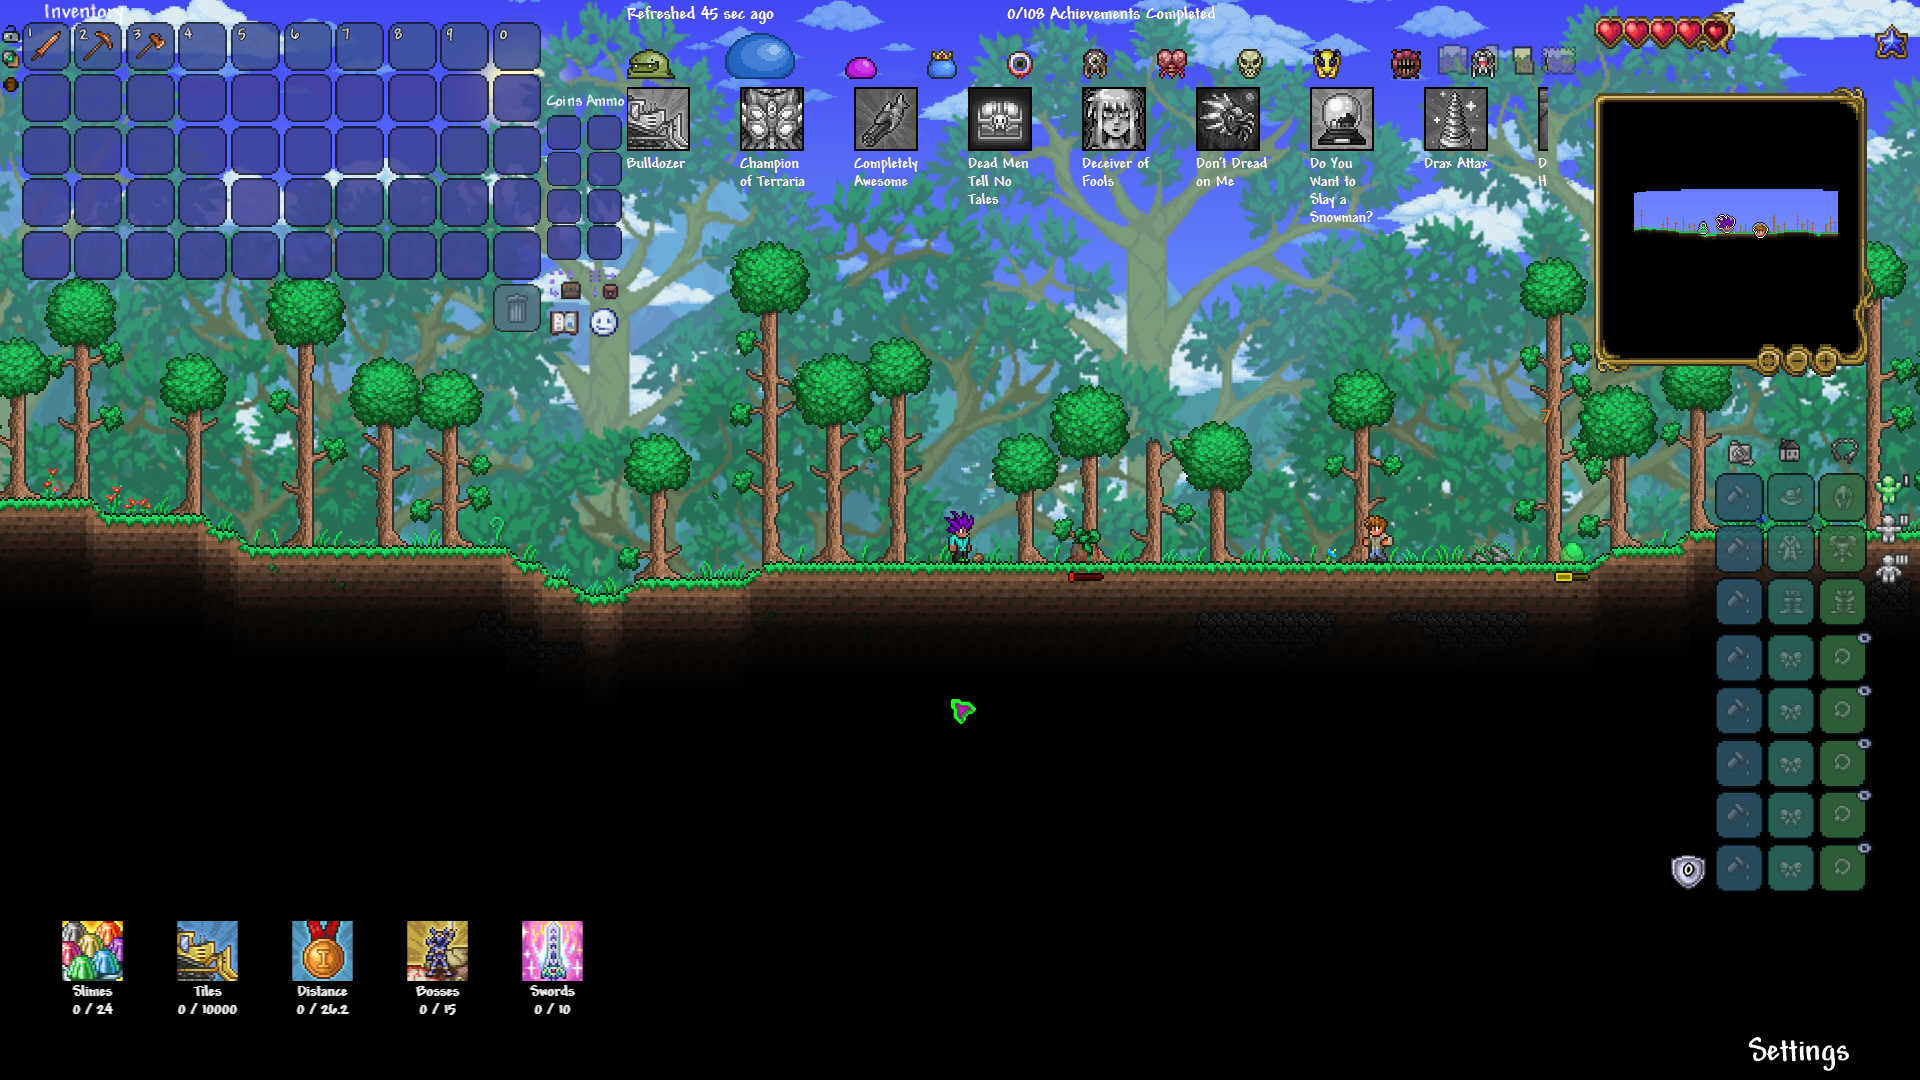 Inventory
Refreshed 45 sec ago
0/108 Achievements Completed
1 2 3 4 5 6 7 8 9 0
Coins Ammo
Bulldozer
Champion
of Terraria
Completely
Awesome
Dead Men
Tell No
Tales
Deceiver of
Fools
Don't Dread
on Me
Do You
Want to
Slay a
Snowman?
Drax Attax
D
H
7
0
Slimes
0 / 24
Tiles
0 / 10000
Distance
0 / 26.2
I
Bosses
0 / 15
Swords
0 / 10
Settings